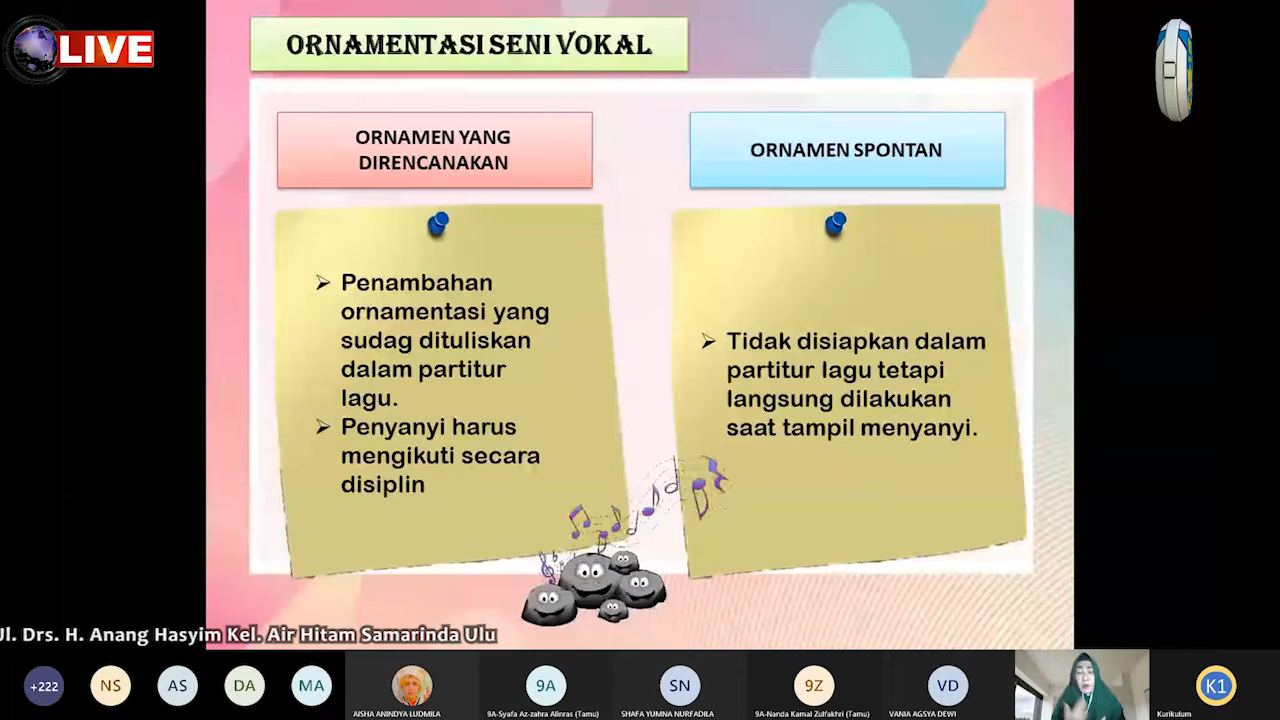 LIVE
ORNAMENTASI SENI VOKAL
ORNAMEN YANG
DIRENCANAKAN
ORNAMEN SPONTAN
Penambahan
ornamentasi yang
sudag dituliskan
dalam partitur
lagu.
Penyanyi harus
mengikuti secara
disiplin
Tidak disiapkan dalam
partitur lagu tetapi
langsung dilakukan
saat tampil menyanyi.
Jl. Drs. H. Anang Hasyim Kel. Air Hitam Samarinda Ulu
+222
NS
AS
DA
MA
AISHA ANINDYA LUDMILA
9A
9A-Syafa Az-zahra Alinras (Tamu)
SN
SHAFA YUMNA NURFADILA
9Z
9A-Nanda Kamal Zulfakhri (Tamu)
VD
VANIA AGSYA DEWI
K1
Kurikulum